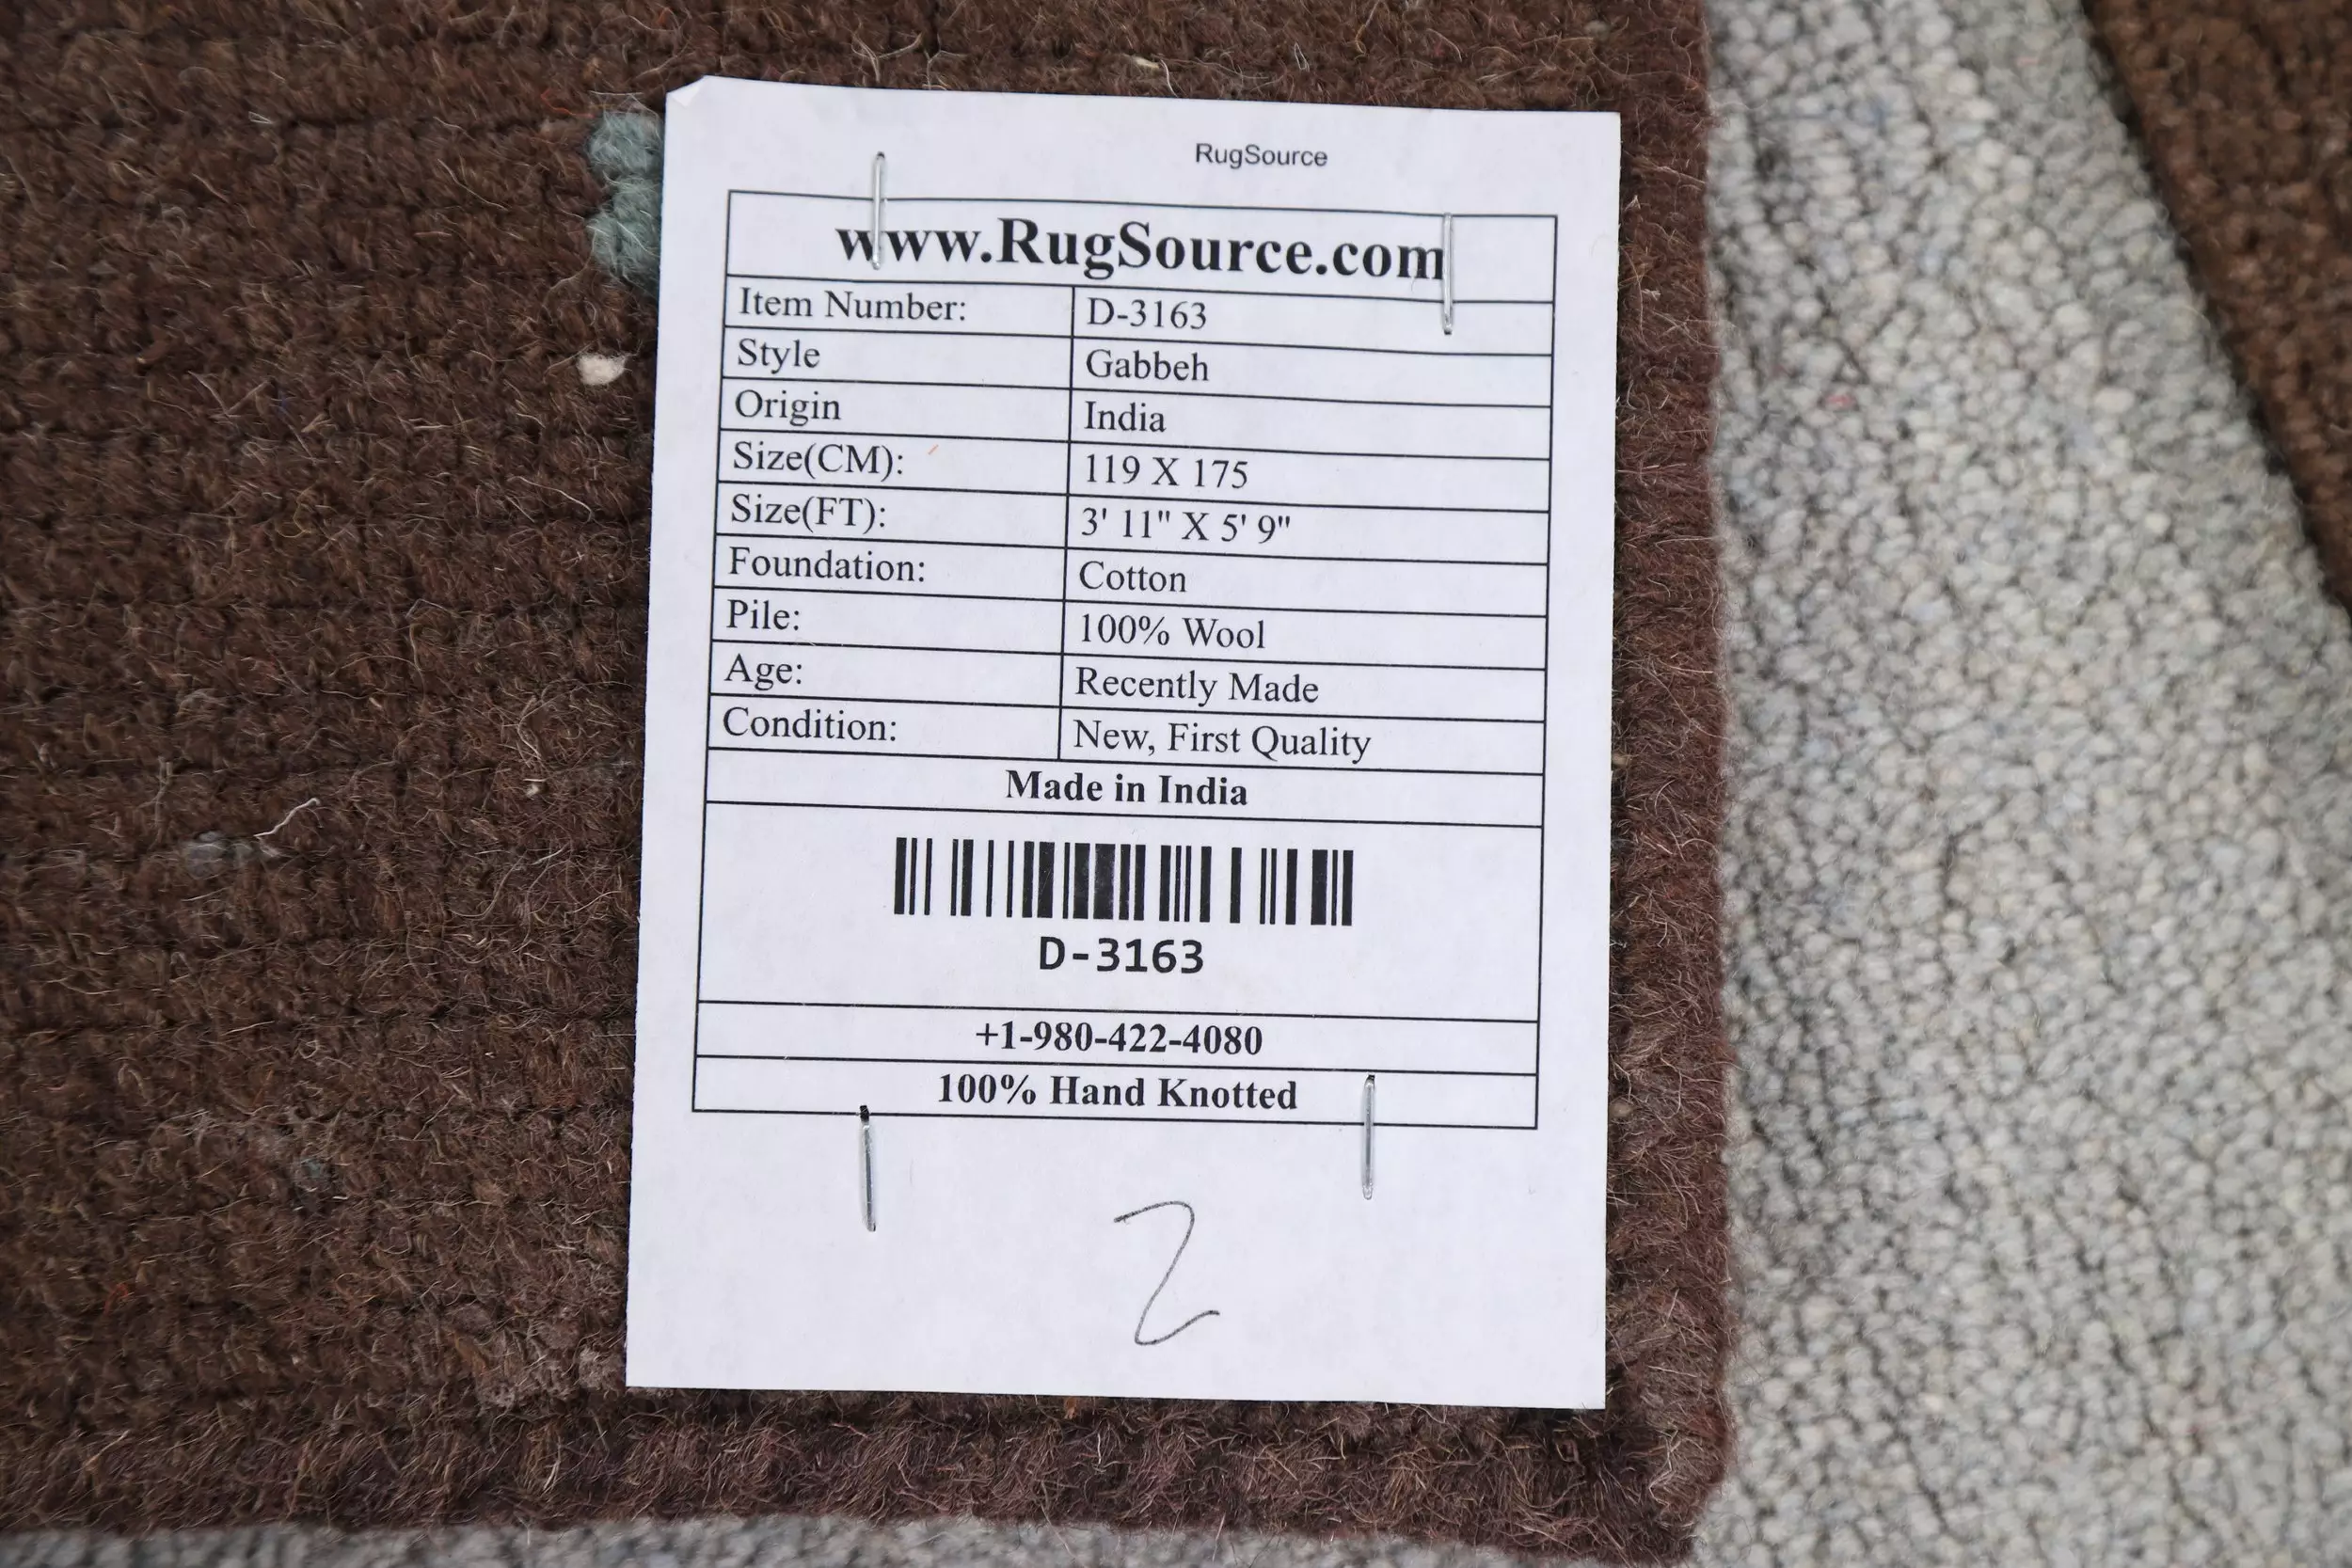 RugSource
www.RugSource.com
Item Number: D-3163
Style Gabbeh
Origin India
Size(CM): 119 X 175
Size(FT): 3' 11" X 5' 9"
Foundation: Cotton
Pile: 100% Wool
Age: Recently Made
Condition: New, First Quality
Made in India
D-3163
+1-980-422-4080
100% Hand Knotted
2